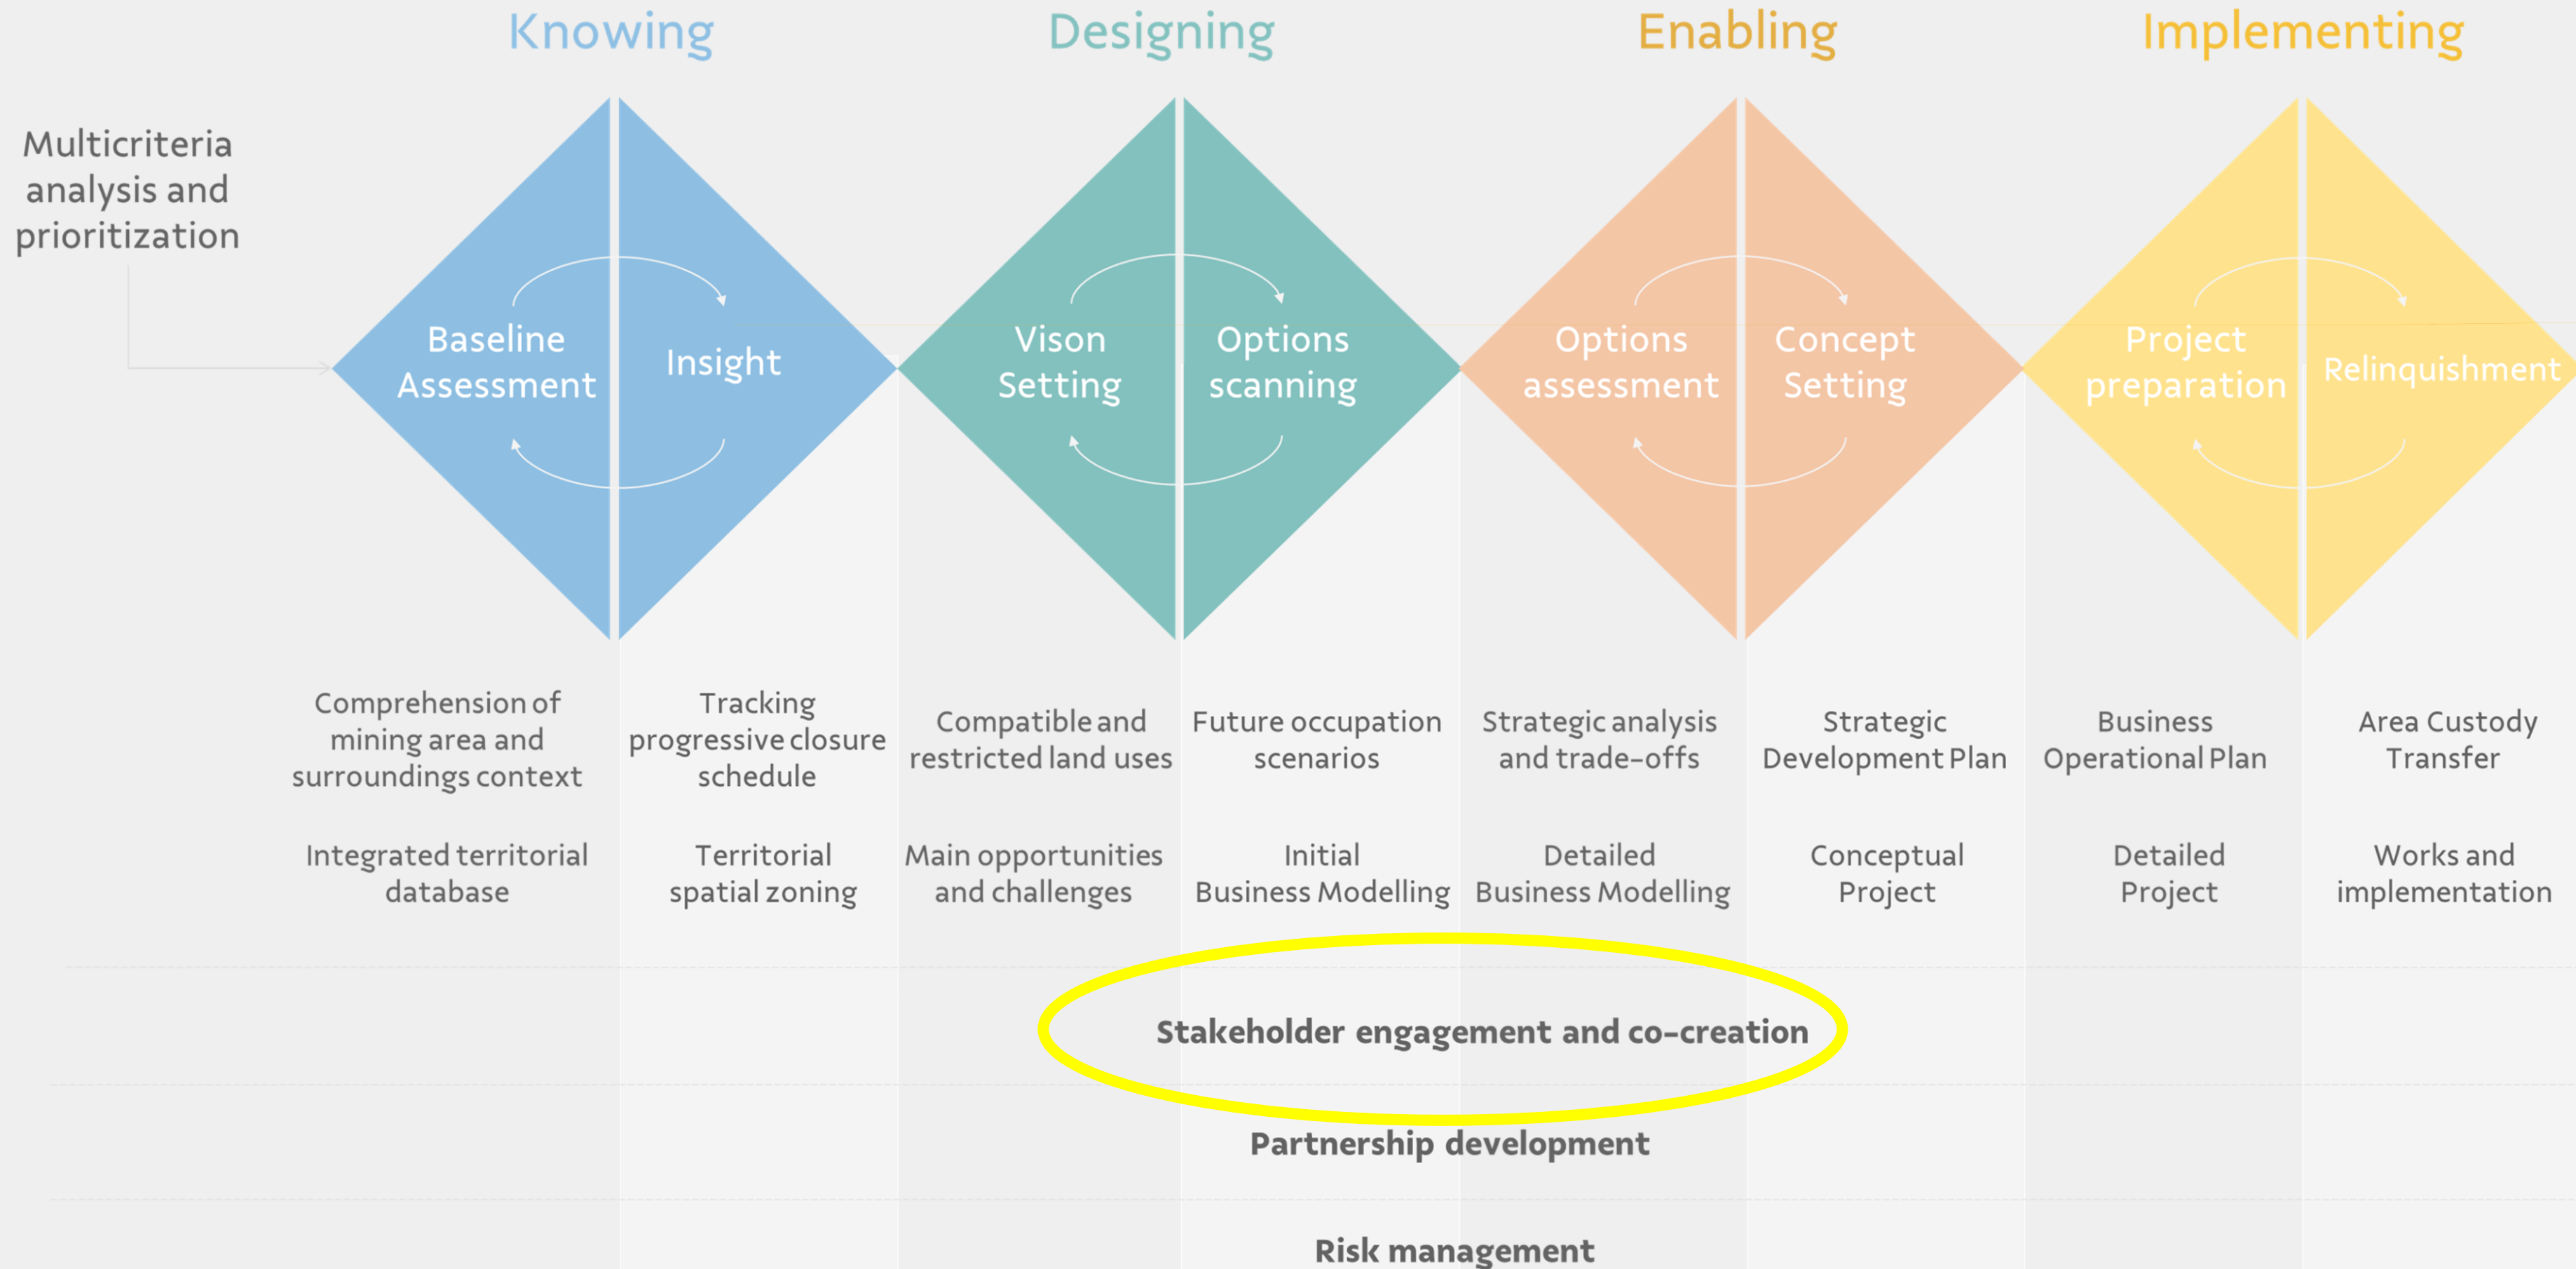 Knowing
Designing
Enabling
Implementing
Multicriteria
analysis and
prioritization
Baseline
Assessment
Insight
Vison
Setting
Options
scanning
Options
assessment
Concept
Setting
Project
preparation
Relinquishment
Comprehension of
mining area and
surroundings context
Tracking
progressive closure
schedule
Compatible and
restricted land uses
Future occupation
scenarios
Strategic analysis
and trade-offs
Strategic
Development Plan
Business
Operational Plan
Area Custody
Transfer
Integrated territorial
database
Territorial
spatial zoning
Main opportunities
and challenges
Initial
Business Modelling
Detailed
Business Modelling
Conceptual
Project
Detailed
Project
Works and
implementation
Stakeholder engagement and co-creation
Partnership development
Risk management